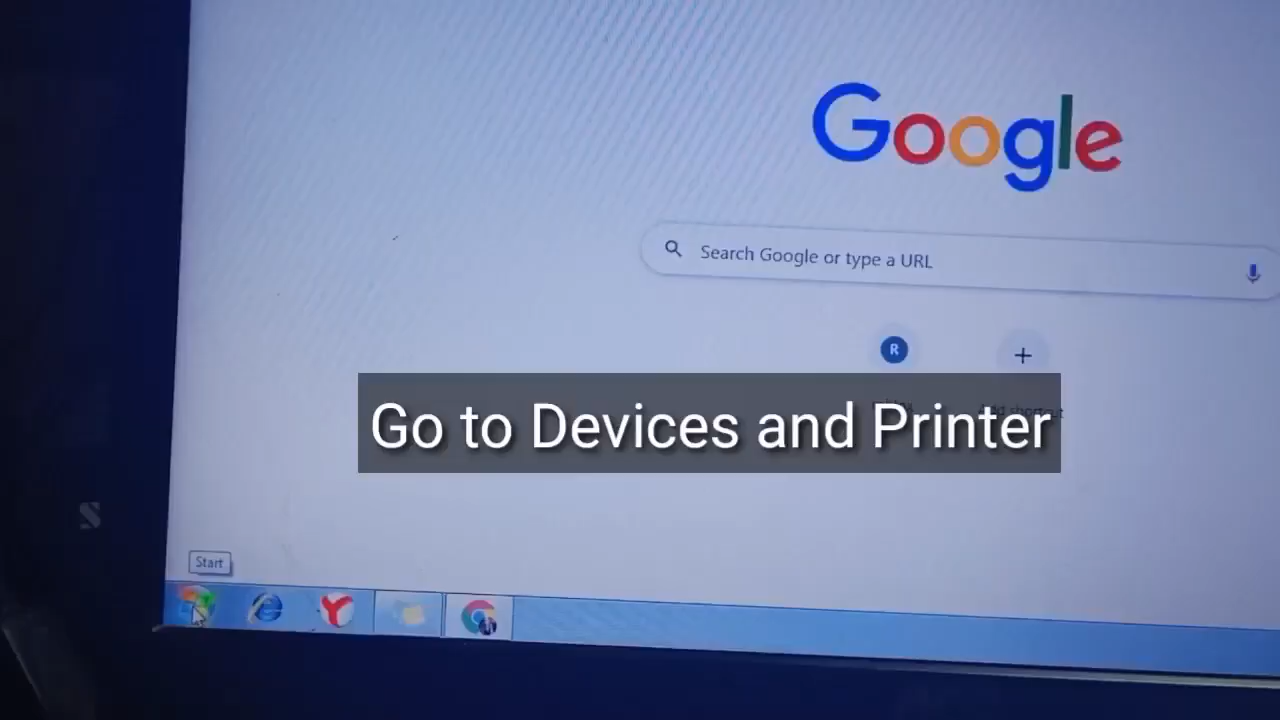 Google
Search Google or type a URL
R
Go to Devices and Printer
Start